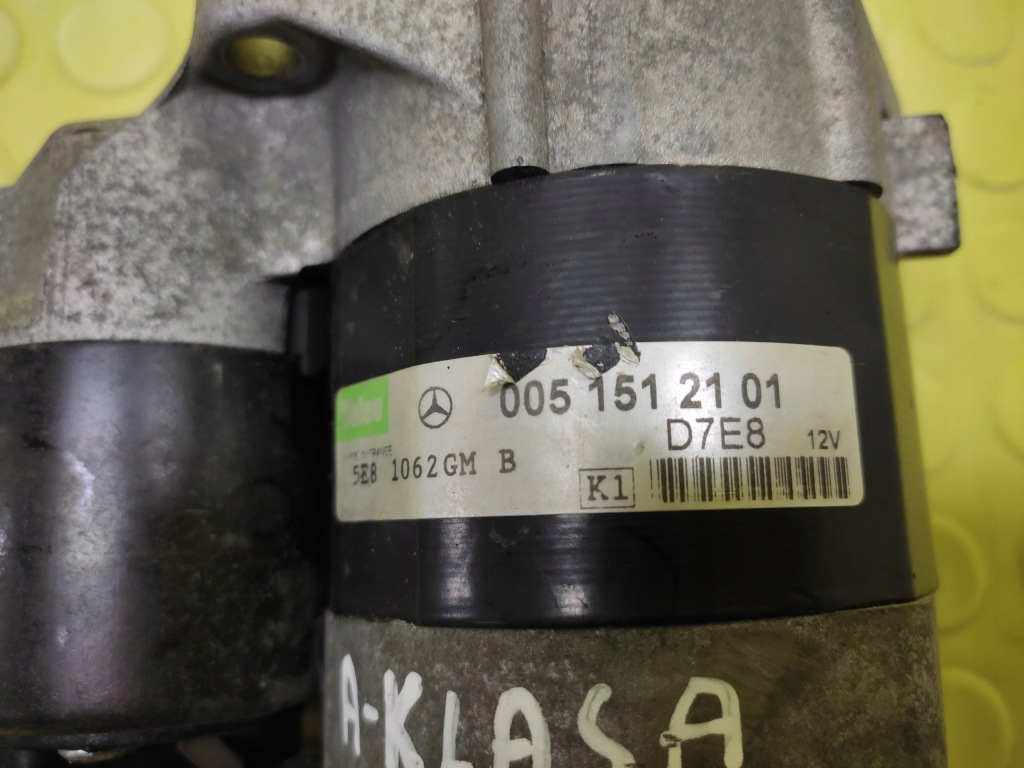 Valeo
005 151 21 01
D7E8
12V
MADE IN FRANCE
5E8 1062GM B
K1
A-KLASA